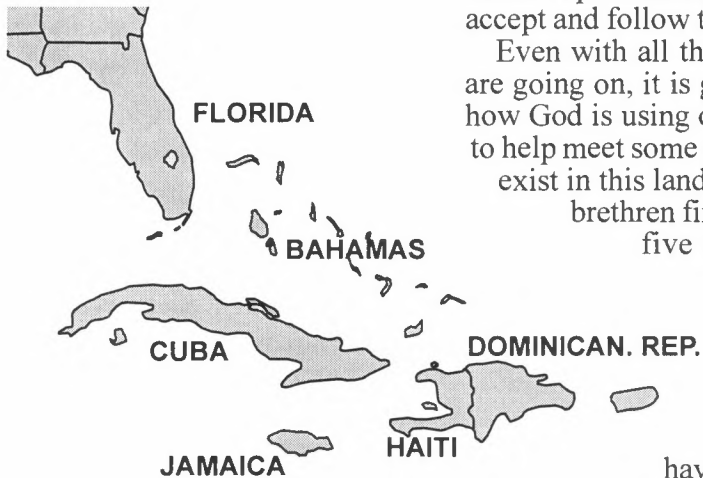 accept and follow t
Even with all th
are going on, it is g
how God is using o
to help meet some
exist in this land
brethren fi
five
hav
FLORIDA
BAHAMAS
CUBA
DOMINICAN. REP.
HAITI
JAMAICA